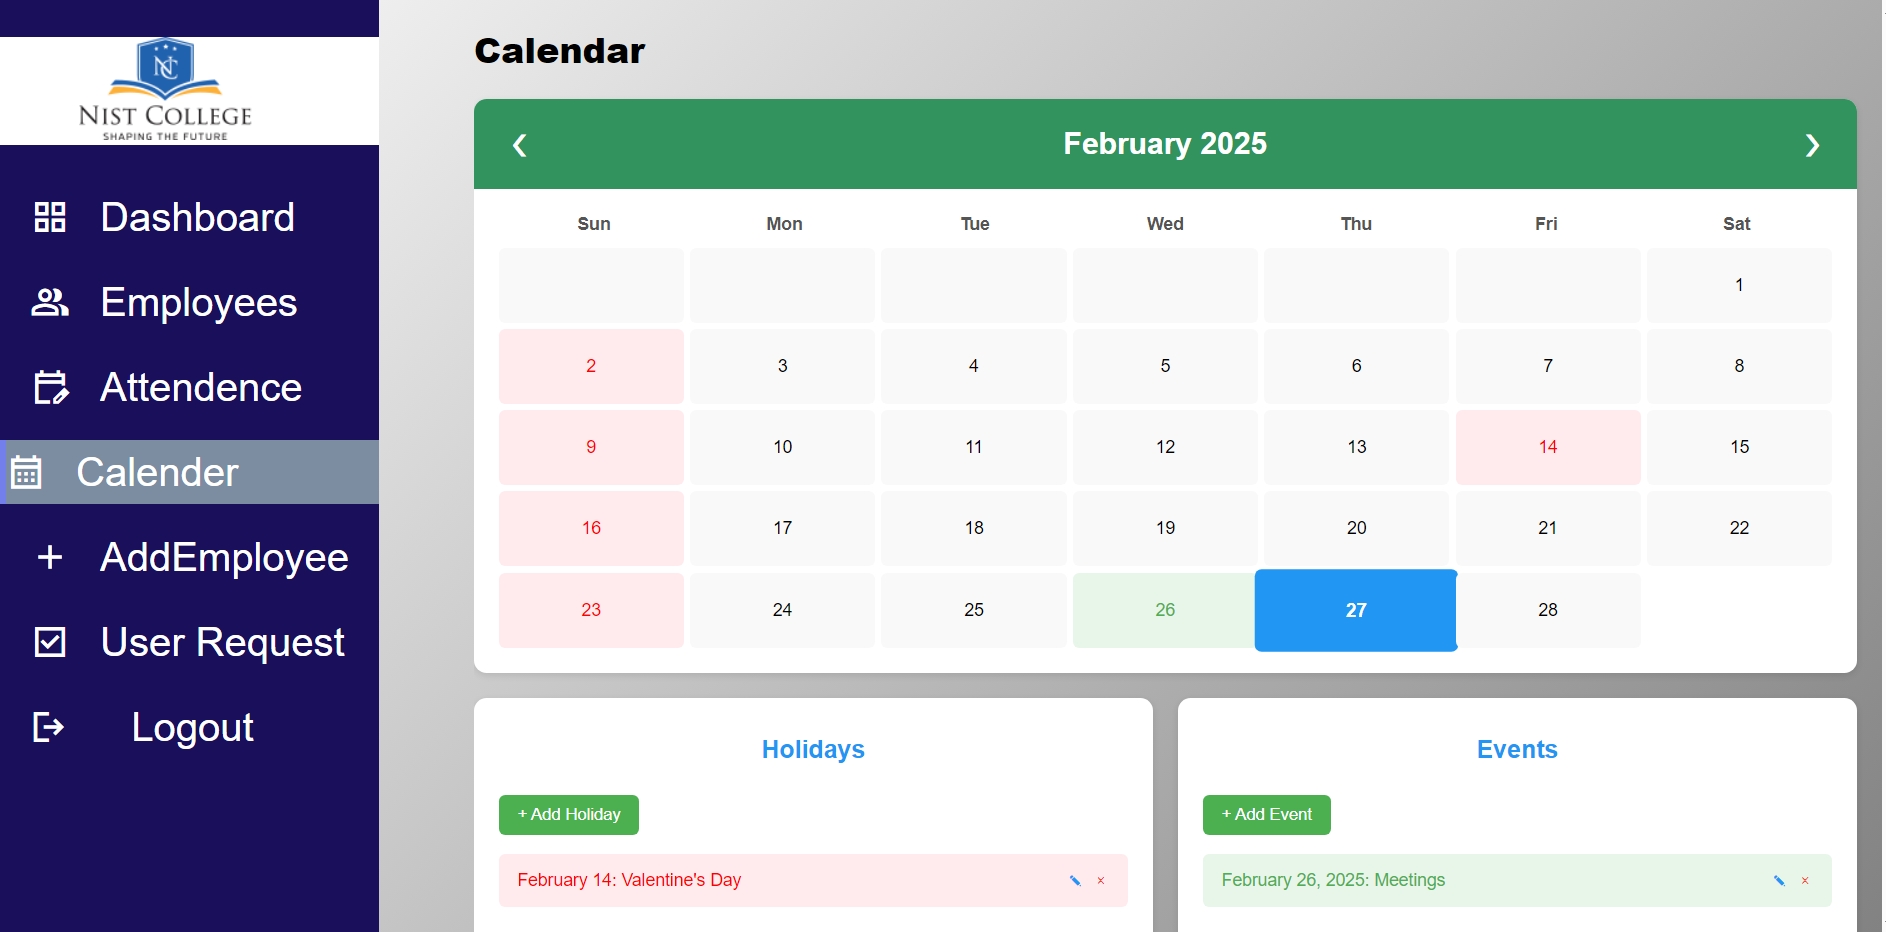 NC
NIST COLLEGE
SHAPING THE FUTURE
Dashboard
Employees
Attendence
Calender
AddEmployee
User Request
Logout
Calendar
❮ February 2025 ❯
Sun Mon Tue Wed Thu Fri Sat
1
2 3 4 5 6 7 8
9 10 11 12 13 14 15
16 17 18 19 20 21 22
23 24 25 26 27 28
Holidays
+ Add Holiday
February 14: Valentine's Day
Events
+ Add Event
February 26, 2025: Meetings